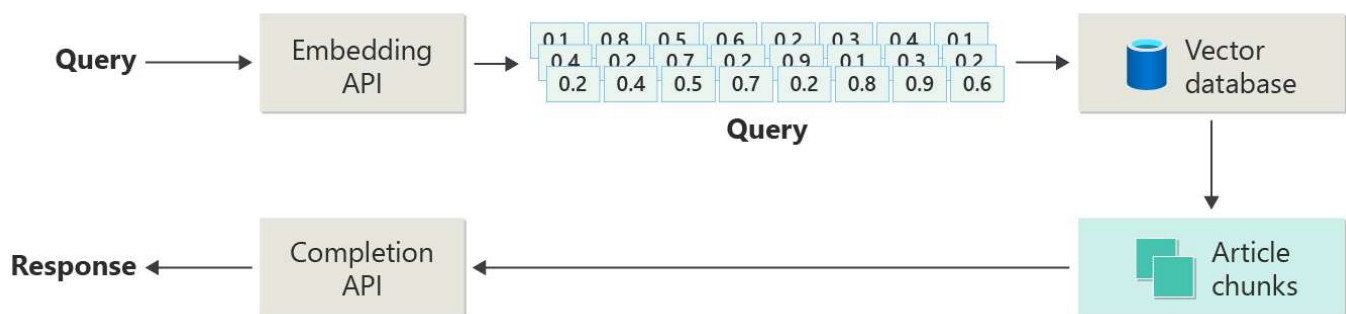 0.1 0.8 0.5 0.6 0.2 0.3 0.4 0.1
Query
Embedding
API
0.4 0.2 0.7 0.2 0.9 0.1 0.3 0.2
0.2 0.4 0.5 0.7 0.2 0.8 0.9 0.6
Query
Vector
database
Response
Completion
API
Article
chunks